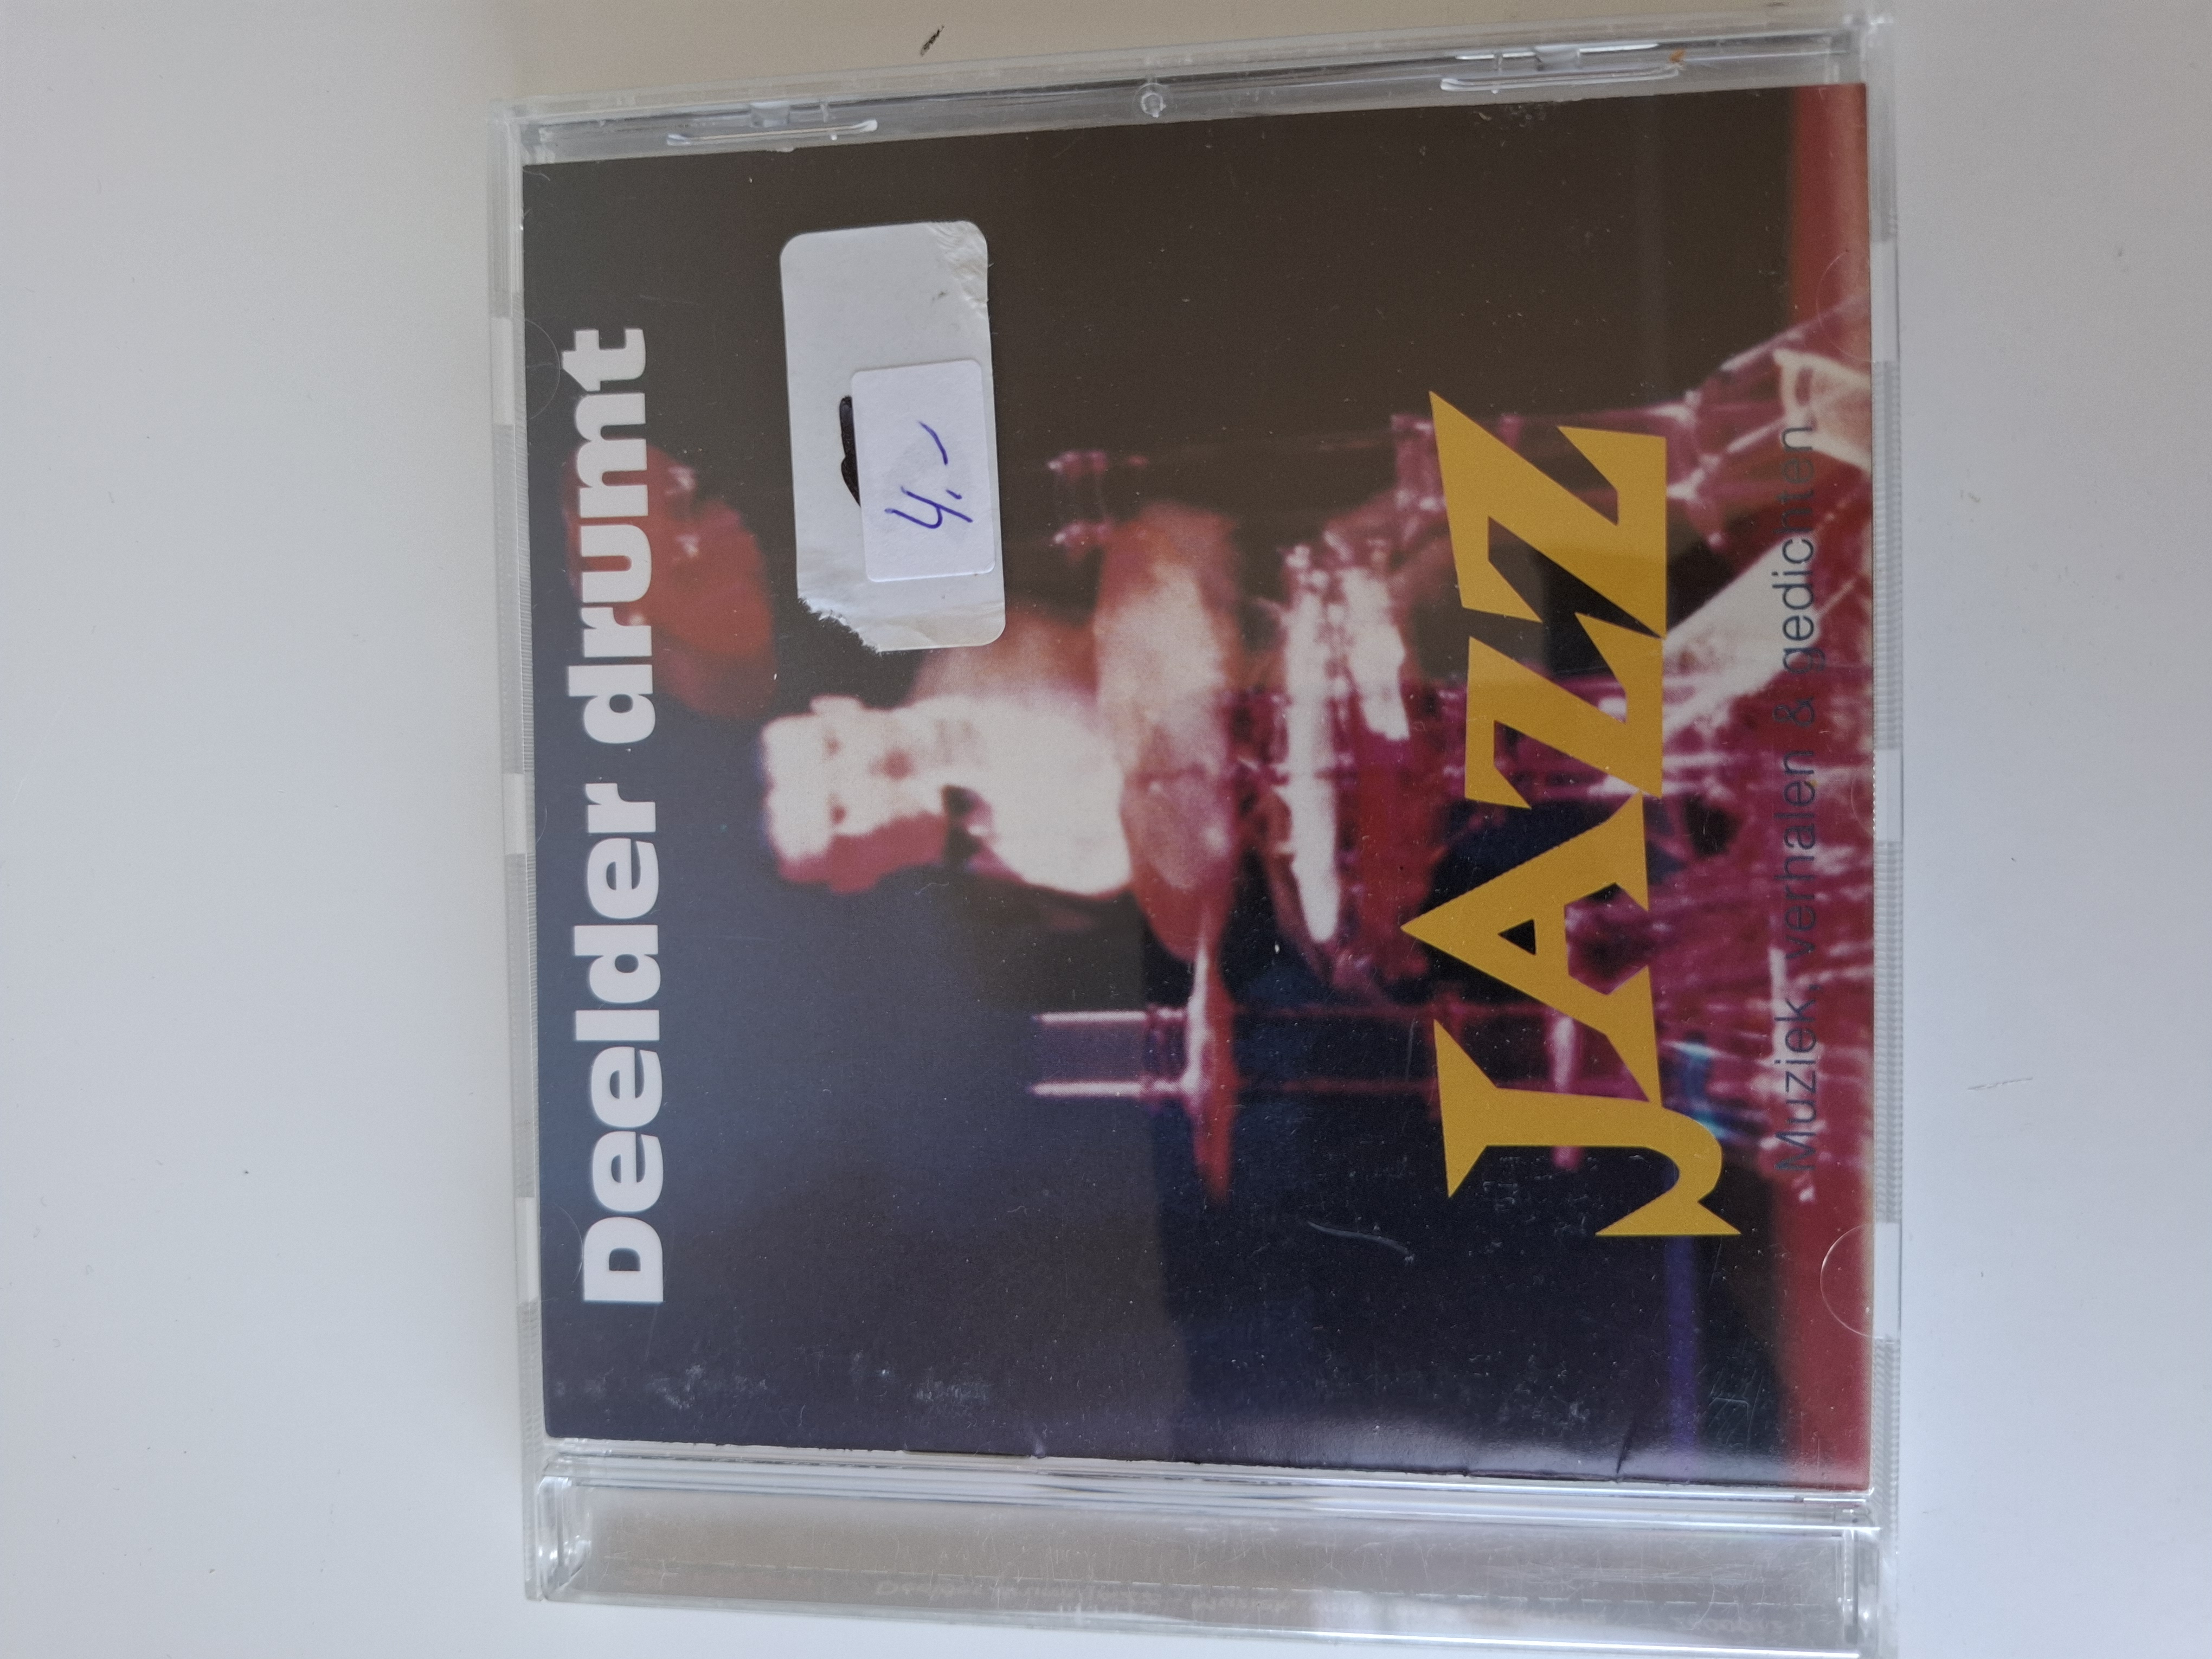 Deelder drumt
4,-
JAZZ
Muziek, verhalen & gedichten